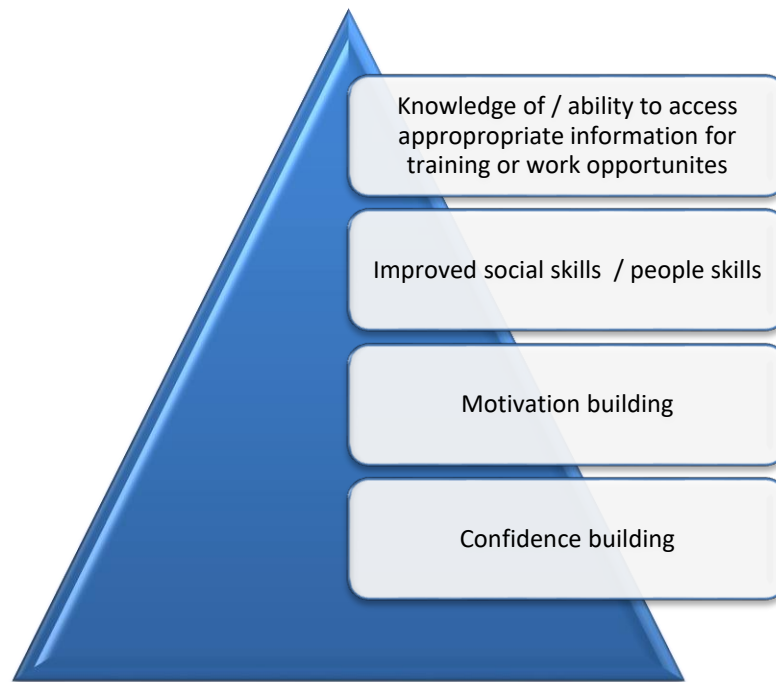 Knowledge of / ability to access
appropropriate information for
training or work opportunites
Improved social skills / people skills
Motivation building
Confidence building